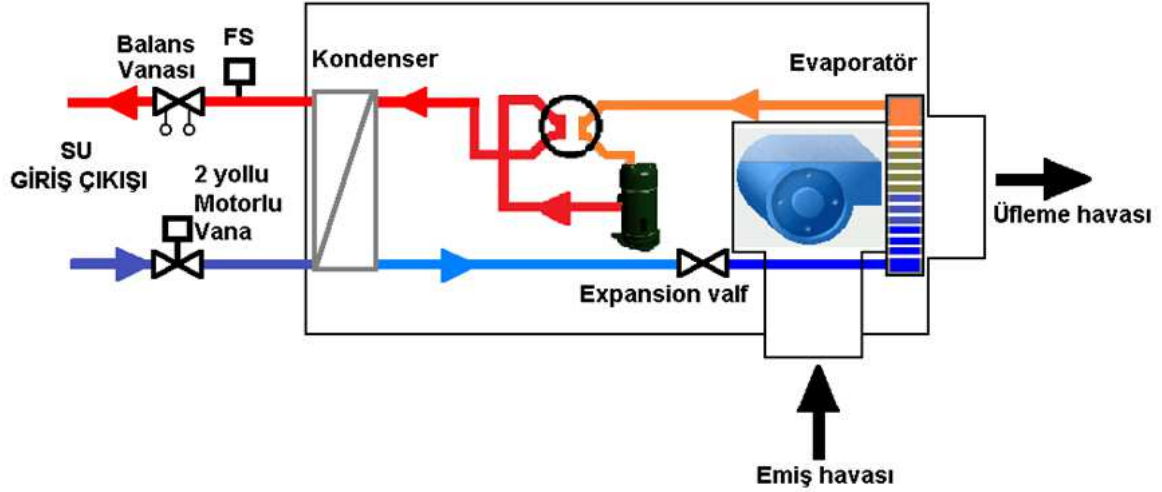 Balans
Vanası
FS
Kondenser
Evaporatör
SU
GİRİŞ ÇIKIŞI
2 yollu
Motorlu
Vana
Üfleme havası
Expansion valf
Emiş havası